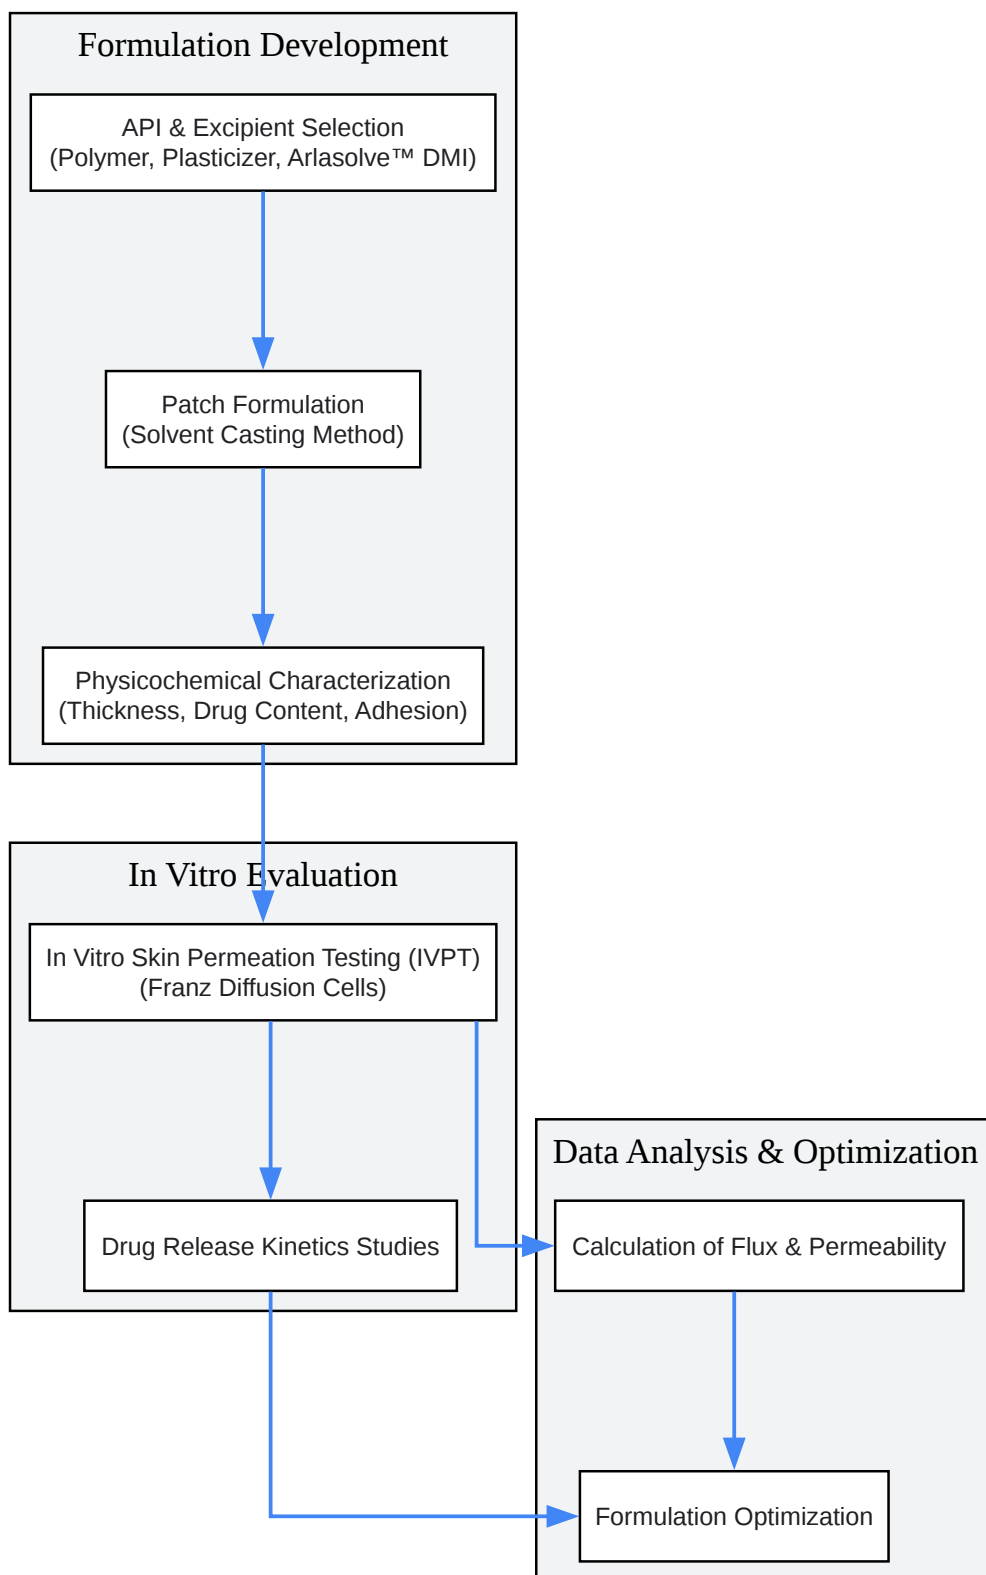 Formulation Development
API & Excipient Selection
(Polymer, Plasticizer, Arlasolve™ DMI)
Patch Formulation
(Solvent Casting Method)
Physicochemical Characterization
(Thickness, Drug Content, Adhesion)
In Vitro Evaluation
In Vitro Skin Permeation Testing (IVPT)
(Franz Diffusion Cells)
Drug Release Kinetics Studies
Data Analysis & Optimization
Calculation of Flux & Permeability
Formulation Optimization